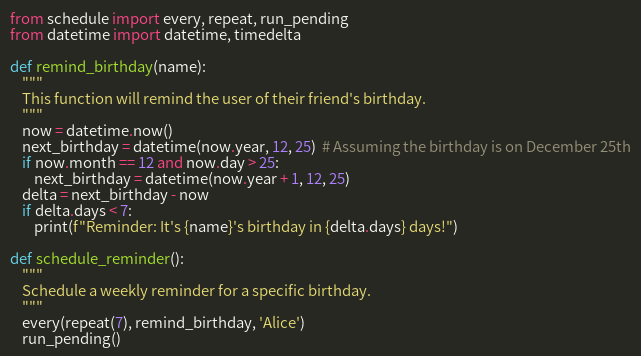 from schedule import every, repeat, run_pending
from datetime import datetime, timedelta

def remind_birthday(name):
    """
    This function will remind the user of their friend's birthday.
    """
    now = datetime.now()
    next_birthday = datetime(now.year, 12, 25)  # Assuming the birthday is on December 25th
    if now.month == 12 and now.day > 25:
        next_birthday = datetime(now.year + 1, 12, 25)
    delta = next_birthday - now
    if delta.days < 7:
        print(f"Reminder: It's {name}'s birthday in {delta.days} days!")

def schedule_reminder():
    """
    Schedule a weekly reminder for a specific birthday.
    """
    every(repeat(7), remind_birthday, 'Alice')
    run_pending()